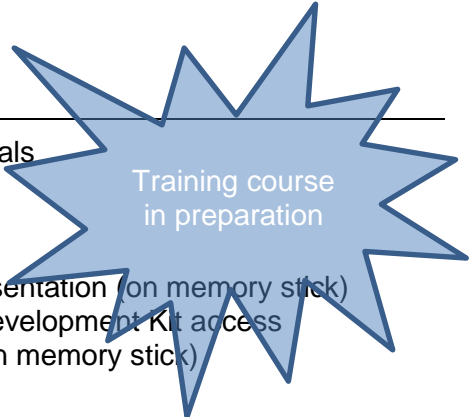 als
Training course
in preparation
sentation (on memory stick)
evelopment Kit access
n memory stick)